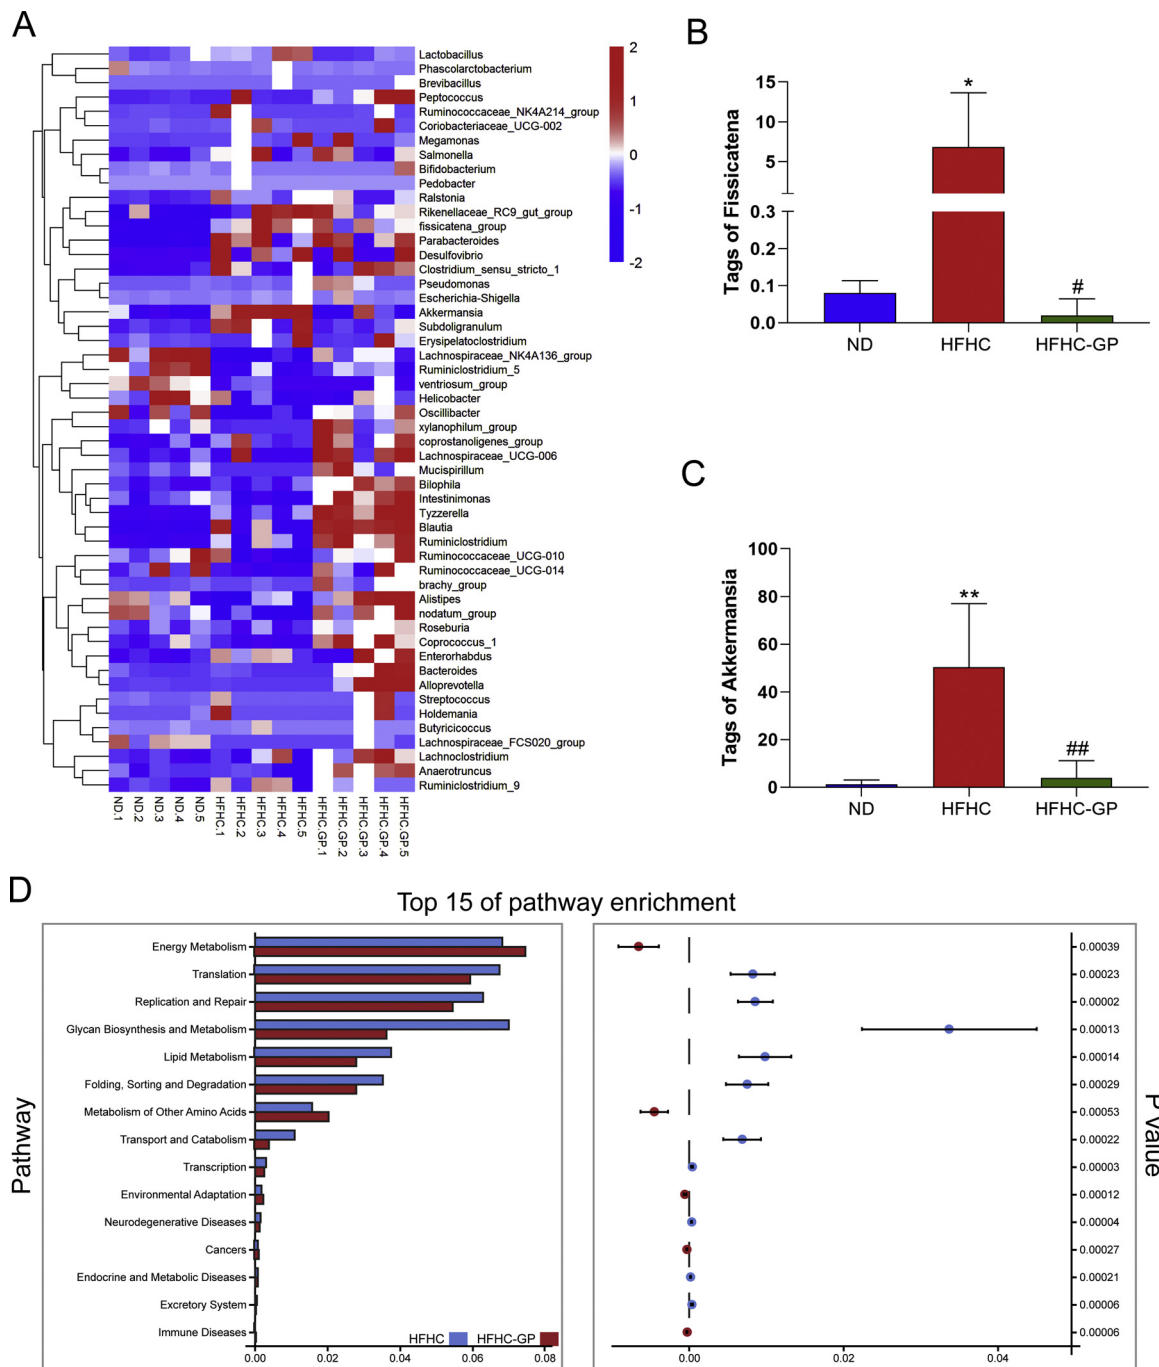 A
Lactobacillus
Phascolarctobacterium
Brevibacillus
Peptococcus
Ruminococcaceae_NK4A214_group
Coriobacteriaceae_UCG-002
Megamonas
Salmonella
Bifidobacterium
Pedobacter
Ralstonia
Rikenellaceae_RC9_gut_group
fissicatena_group
Parabacteroides
Desulfovibrio
Clostridium_sensu_stricto_1
Pseudomonas
Escherichia-Shigella
Akkermansia
Subdoligranulum
Erysipelatoclostridium
Lachnospiraceae_NK4A136_group
Ruminiclostridium_5
ventriosum_group
Helicobacter
Oscillibacter
xylanophilum_group
coprostanoligenes_group
Lachnospiraceae_UCG-006
Mucispirillum
Bilophila
Intestinimonas
Tyzzerella
Blautia
Ruminiclostridium
Ruminococcaceae_UCG-010
Ruminococcaceae_UCG-014
brachy_group
Alistipes
nodatum_group
Roseburia
Coprococcus_1
Enterorhabdus
Bacteroides
Alloprevotella
Streptococcus
Holdemania
Butyricicoccus
Lachnospiraceae_FCS020_group
Lachnoclostridium
Anaerotruncus
Ruminiclostridium_9
ND.1
ND.2
ND.3
ND.4
ND.5
HFHC.1
HFHC.2
HFHC.3
HFHC.4
HFHC.5
HFHC.GP.1
HFHC.GP.2
HFHC.GP.3
HFHC.GP.4
HFHC.GP.5
2
1
0
-1
-2
B
Tags of Fissicatena
15
10
5
0.3
0.2
0.1
0.0
*
#
ND HFHC HFHC-GP
C
Tags of Akkermansia
100
80
60
40
20
0
**
##
ND HFHC HFHC-GP
D
Top 15 of pathway enrichment
Pathway
Energy Metabolism
Translation
Replication and Repair
Glycan Biosynthesis and Metabolism
Lipid Metabolism
Folding, Sorting and Degradation
Metabolism of Other Amino Acids
Transport and Catabolism
Transcription
Environmental Adaptation
Neurodegenerative Diseases
Cancers
Endocrine and Metabolic Diseases
Excretory System
Immune Diseases
HFHC HFHC-GP
0.00 0.02 0.04 0.06 0.08
0.00039
0.00023
0.00002
0.00013
0.00014
0.00029
0.00053
0.00022
0.00003
0.00012
0.00004
0.00027
0.00021
0.00006
0.00006
0.00 0.02 0.04
P value